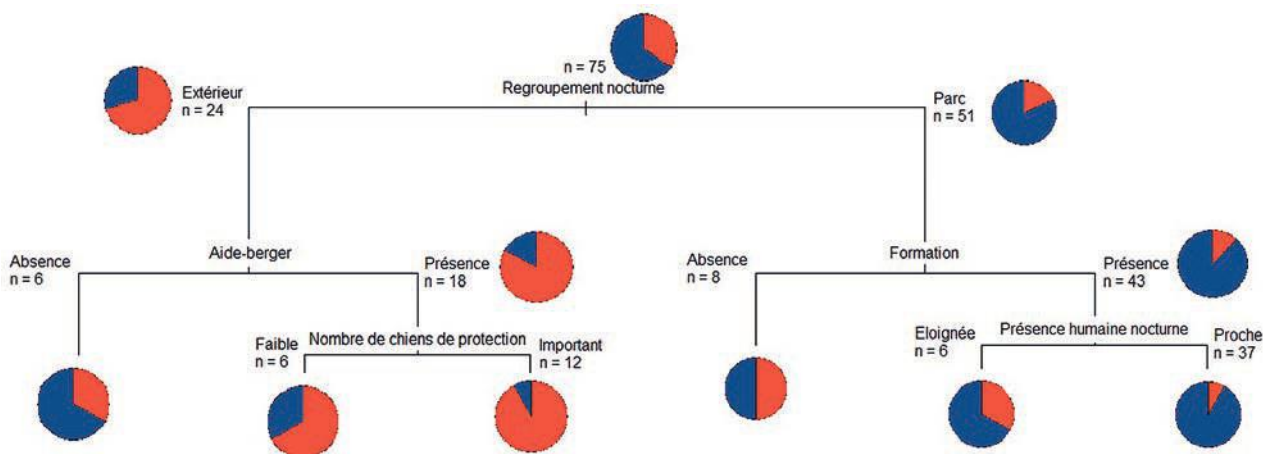 n = 75
Regroupement nocturne
Extérieur
n = 24
Parc
n = 51
Aide-berger
Absence
n = 6
Présence
n = 18
Formation
Absence
n = 8
Présence
n = 43
Nombre de chiens de protection
Faible
n = 6
Important
n = 12
Présence humaine nocturne
Eloignée
n = 6
Proche
n = 37